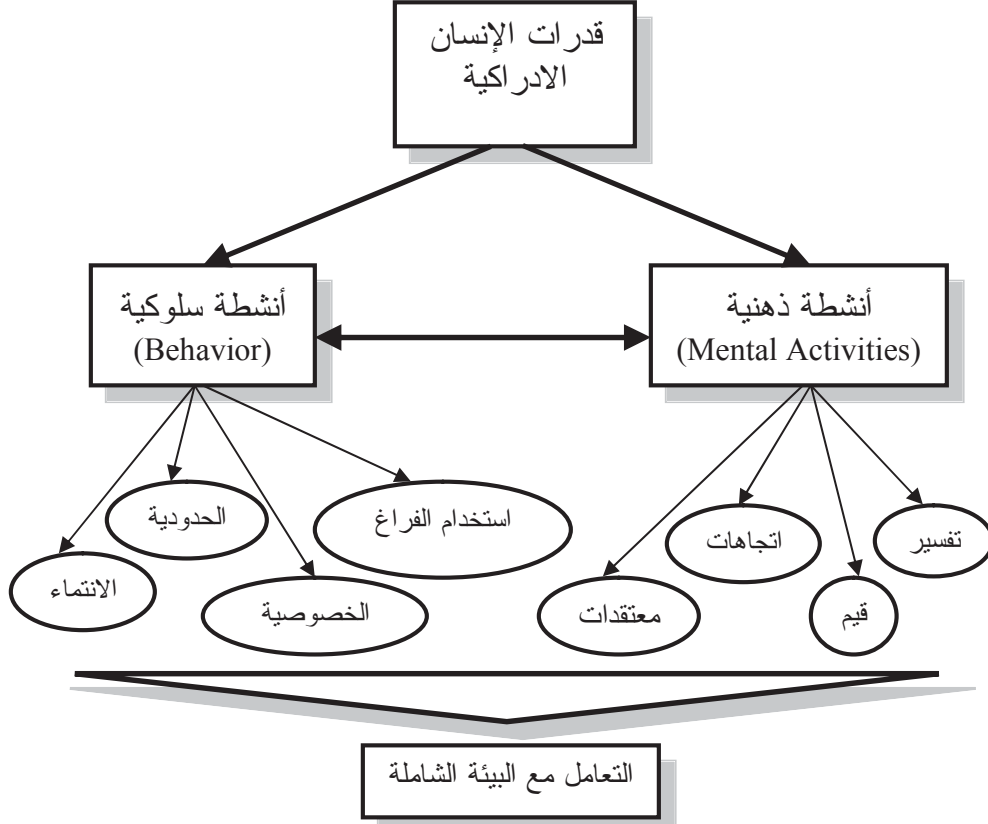 قدرات الإنسان
الادراكية
أنشطة ذهنية
(Mental Activities)
أنشطة سلوكية
(Behavior)
تفسير
قيم
اتجاهات
معتقدات
استخدام الفراغ
الخصوصية
الحدودية
الانتماء
التعامل مع البيئة الشاملة